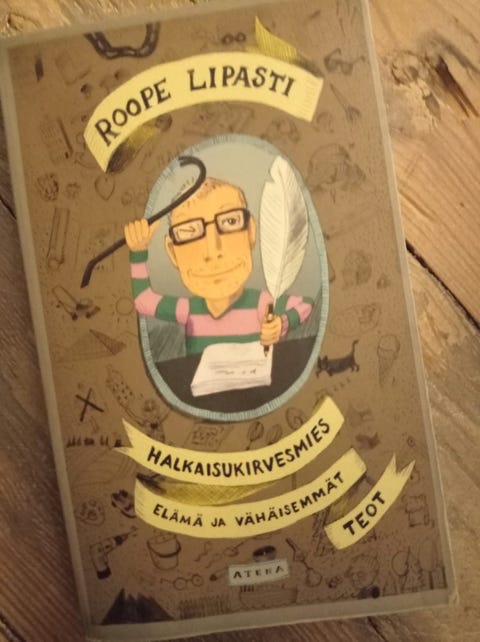 ROOPE LIPASTI
HALKAISUKIRVESMIES
ELÄMÄ JA VÄHÄISEMMÄT
TEOT
ATENA